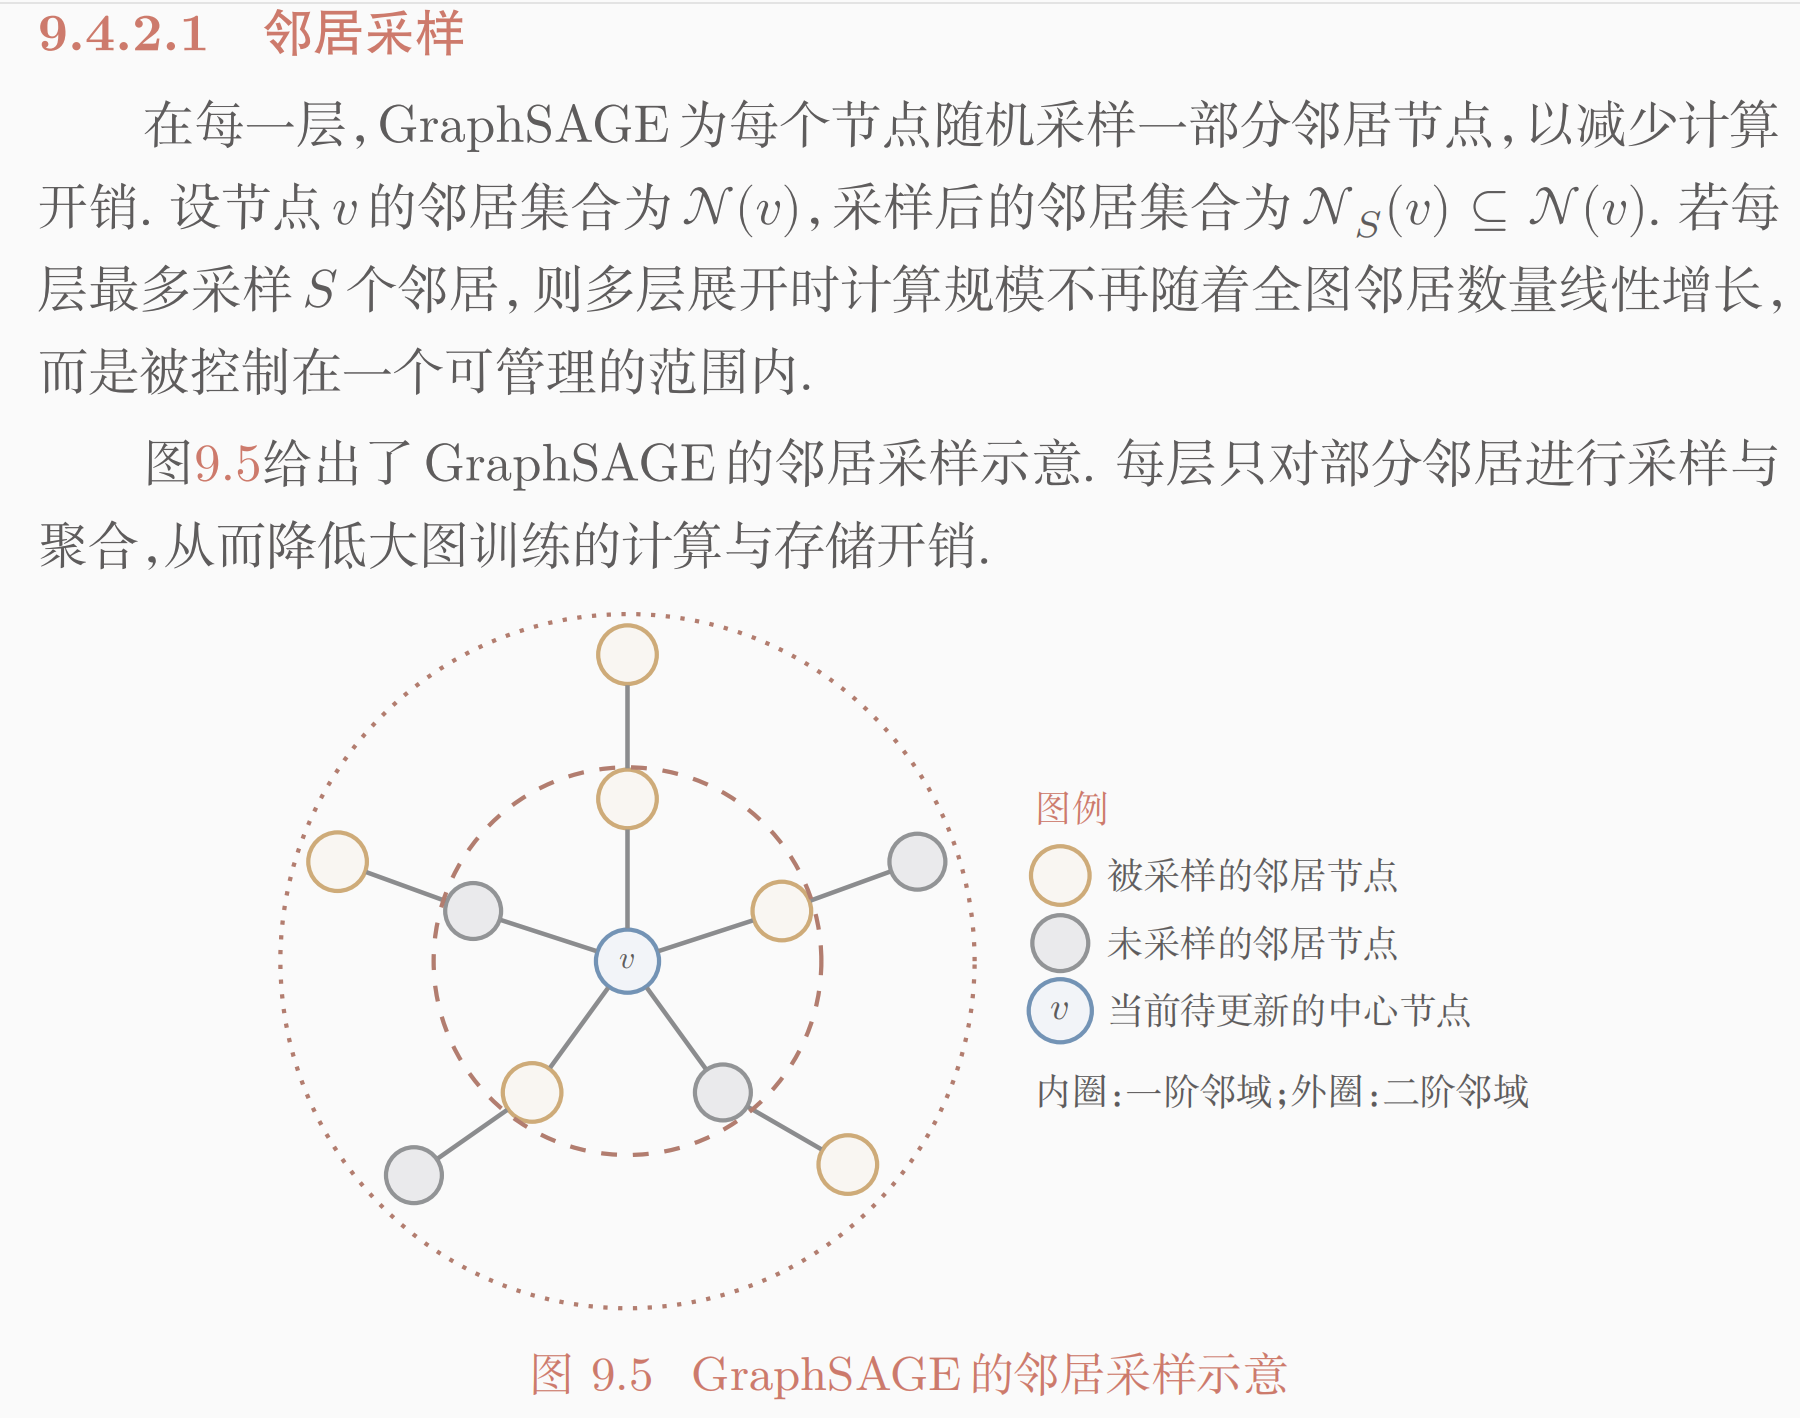 9.4.2.1 邻居采样
在每一层,GraphSAGE 为每个节点随机采样一部分邻居节点,以减少计算
开销. 设节点 v 的邻居集合为 𝒩(v),采样后的邻居集合为 𝒩_S(v) ⊆ 𝒩(v). 若每
层最多采样 S 个邻居,则多层展开时计算规模不再随着全图邻居数量线性增长,
而是被控制在一个可管理的范围内.
图9.5给出了 GraphSAGE 的邻居采样示意. 每层只对部分邻居进行采样与
聚合,从而降低大图训练的计算与存储开销.
v
图例
被采样的邻居节点
未采样的邻居节点
v 当前待更新的中心节点
内圈:一阶邻域;外圈:二阶邻域
图 9.5 GraphSAGE 的邻居采样示意